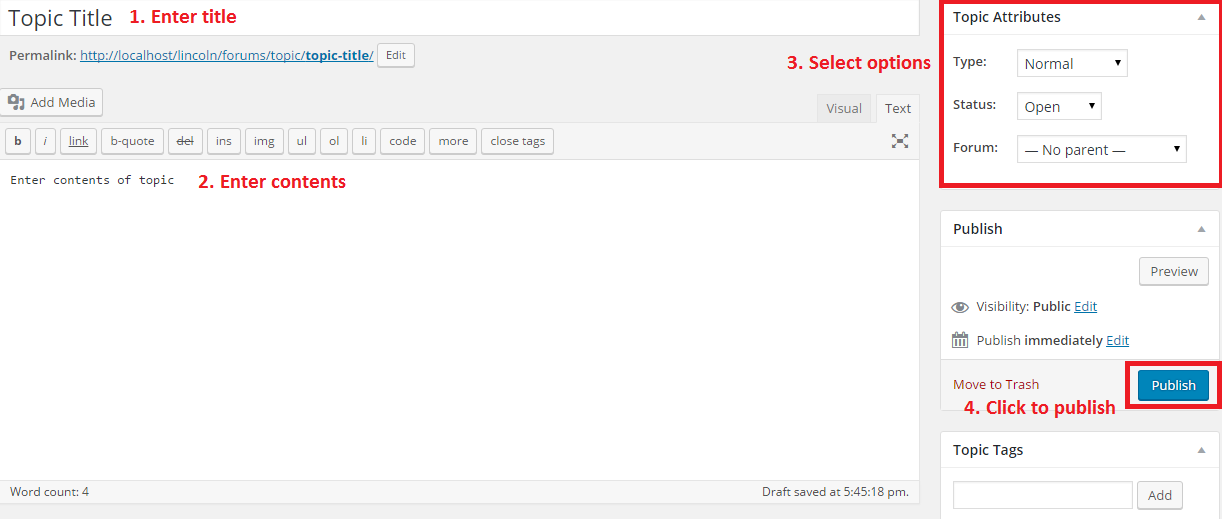 Topic Title 1. Enter title
Permalink: http://localhost/lincoln/forums/topic/topic-title/ Edit
Add Media
Visual Text
b i link b-quote del ins img ul ol li code more close tags
Enter contents of topic 2. Enter contents
Word count: 4 Draft saved at 5:45:18 pm.
Topic Attributes
3. Select options
Type: Normal
Status: Open
Forum: — No parent —
Publish
Preview
Visibility: Public Edit
Publish immediately Edit
Move to Trash Publish
4. Click to publish
Topic Tags
Add